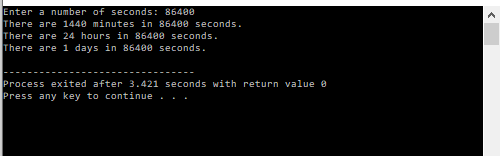 Enter a number of seconds: 86400
There are 1440 minutes in 86400 seconds.
There are 24 hours in 86400 seconds.
There are 1 days in 86400 seconds.
--------------------------------
Process exited after 3.421 seconds with return value 0
Press any key to continue . . .